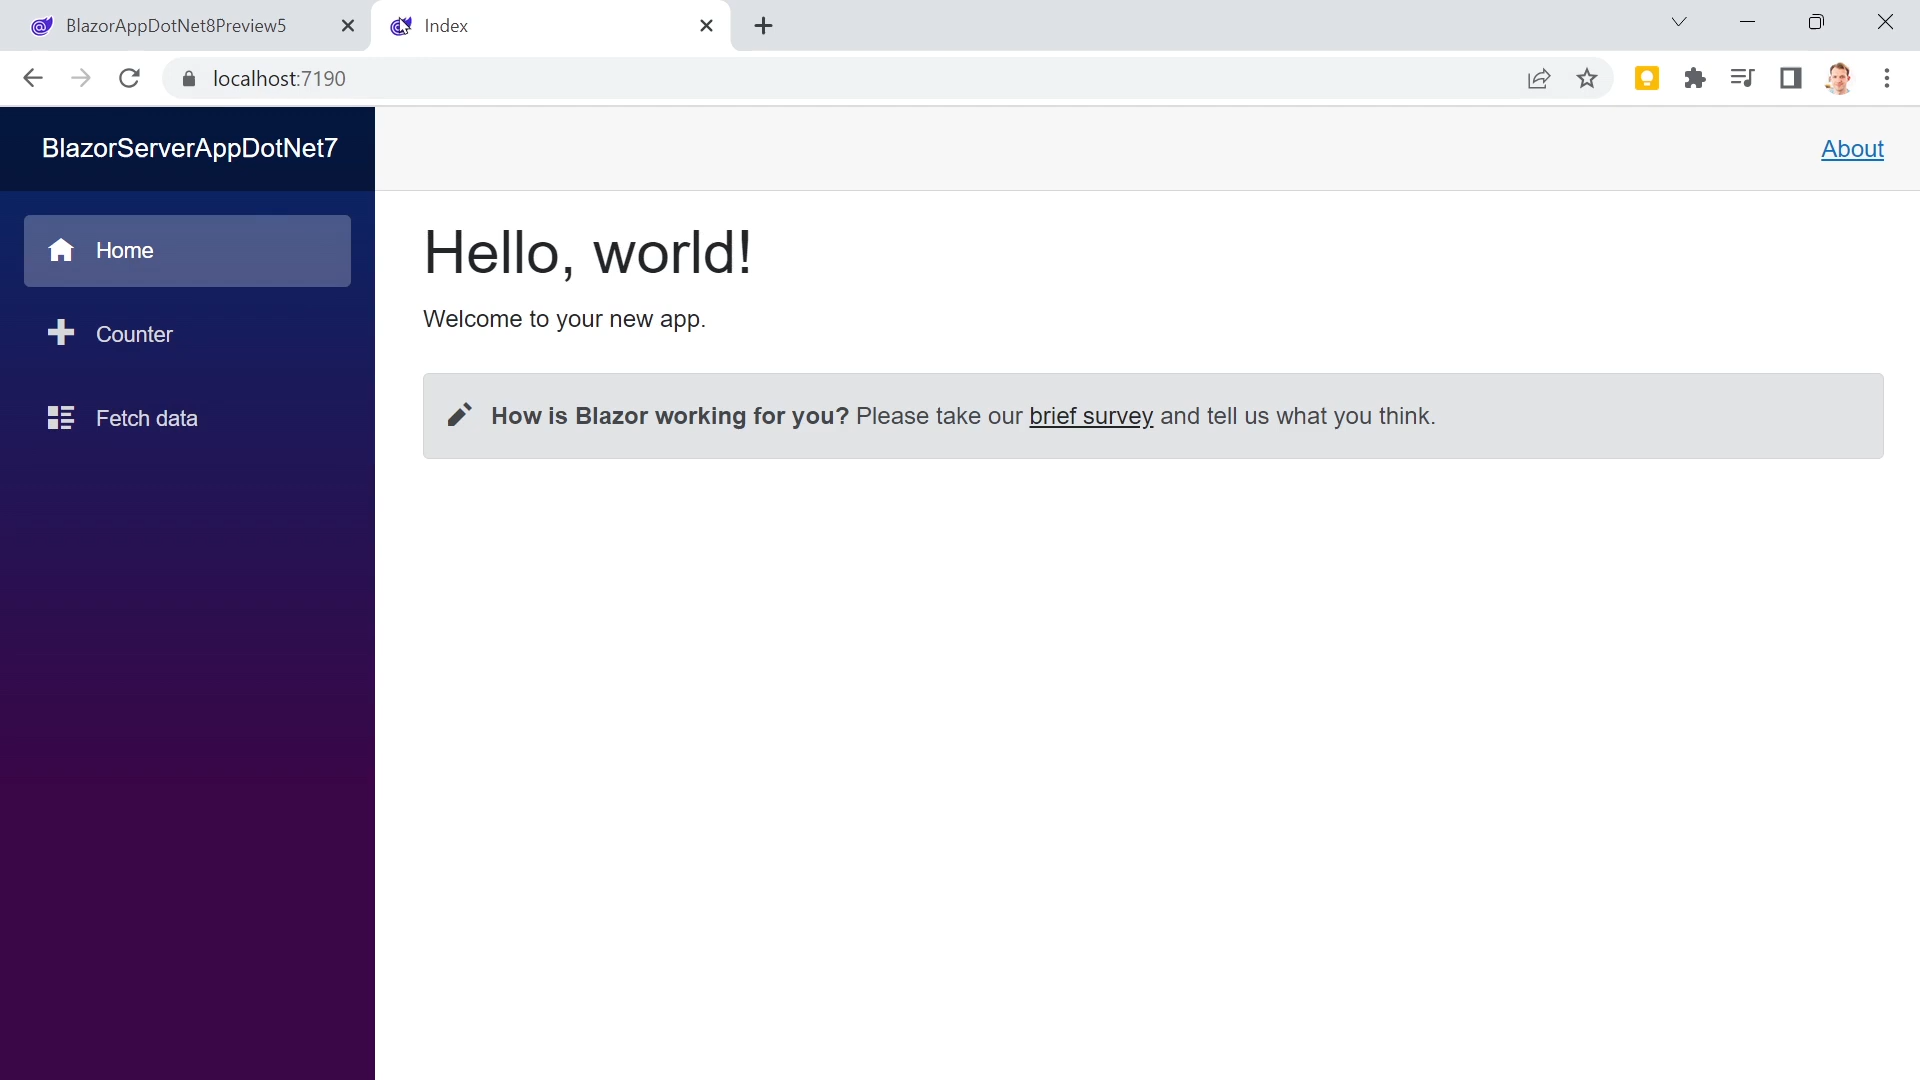 BlazorAppDotNet8Preview5
Index
localhost:7190
BlazorServerAppDotNet7
About
Home
Counter
Fetch data
Hello, world!
Welcome to your new app.
How is Blazor working for you? Please take our brief survey and tell us what you think.